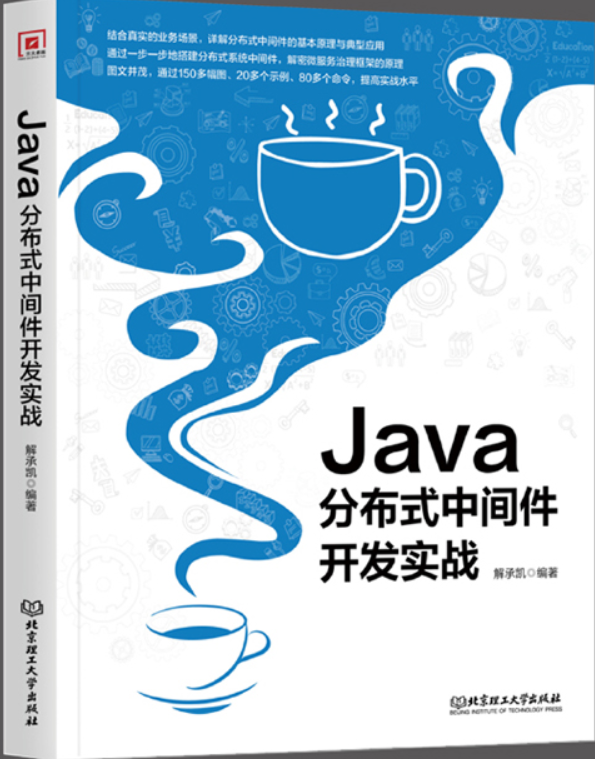 结合真实的业务场景，详解分布式中间件的基本原理与典型应用
通过一步一步地搭建分布式系统中间件，解密微服务治理框架的原理
图文并茂，通过150多幅图、20多个示例、80多个命令，提高实战水平
Education
Java
分布式中间件
开发实战
解承凯◎编著
北京理工大学出版社
BEIJING INSTITUTE OF TECHNOLOGY PRESS
Java分布式中间件开发实战
解承凯◎编著
北京理工大学出版社